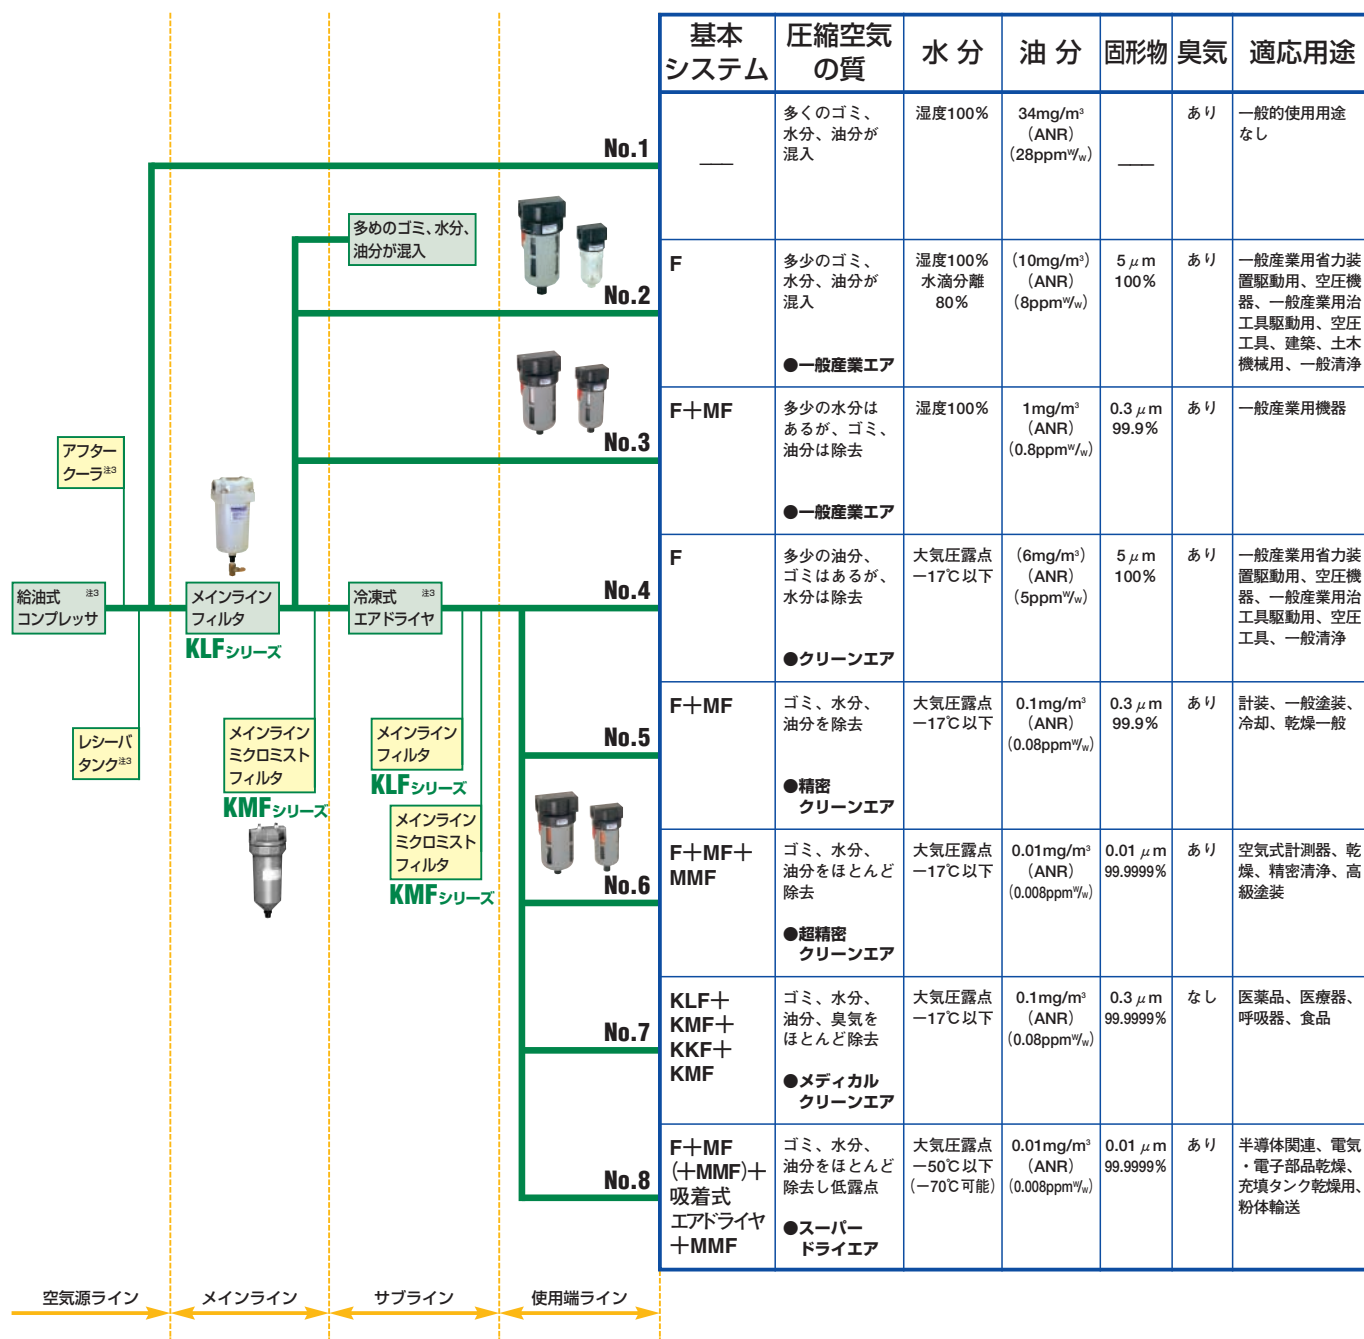 基本
システム
圧縮空気
の質
水 分
油 分
固形物
臭気
適応用途
No.1
——
多くのゴミ、
水分、油分が
混入
湿度100%
34mg/m³
（ANR）
（28ppmW/w）
——
あり
一般的使用用途
なし
多めのゴミ、水分、
油分が混入
No.2
F
多少のゴミ、
水分、油分が
混入
●一般産業エア
湿度100%
水滴分離
80%
（10mg/m³）
（ANR）
（8ppmW/w）
5μm
100%
あり
一般産業用省力装
置駆動用、空圧機
器、一般産業用治
工具駆動用、空圧
工具、建築、土木
機械用、一般清浄
No.3
F＋MF
多少の水分は
あるが、ゴミ、
油分は除去
●一般産業エア
湿度100%
1mg/m³
（ANR）
（0.8ppmW/w）
0.3μm
99.9%
あり
一般産業用機器
アフター
クーラ注3
給油式 注3
コンプレッサ
メインライン
フィルタ
KLFシリーズ
冷凍式 注3
エアドライヤ
No.4
F
多少の油分、
ゴミはあるが、
水分は除去
●クリーンエア
大気圧露点
−17℃以下
（6mg/m³）
（ANR）
（5ppmW/w）
5μm
100%
あり
一般産業用省力装
置駆動用、空圧機
器、一般産業用治
工具駆動用、空圧
工具、一般清浄
レシーバ
タンク注3
メインライン
ミクロミスト
フィルタ
KMFシリーズ
メインライン
フィルタ
KLFシリーズ
メインライン
ミクロミスト
フィルタ
KMFシリーズ
No.5
F＋MF
ゴミ、水分、
油分を除去
●精密
クリーンエア
大気圧露点
−17℃以下
0.1mg/m³
（ANR）
（0.08ppmW/w）
0.3μm
99.9%
あり
計装、一般塗装、
冷却、乾燥一般
No.6
F＋MF＋
MMF
ゴミ、水分、
油分をほとんど
除去
●超精密
クリーンエア
大気圧露点
−17℃以下
0.01mg/m³
（ANR）
（0.008ppmW/w）
0.01μm
99.9999%
あり
空気式計測器、乾
燥、精密清浄、高
級塗装
No.7
KLF＋
KMF＋
KKF＋
KMF
ゴミ、水分、
油分、臭気を
ほとんど除去
●メディカル
クリーンエア
大気圧露点
−17℃以下
0.1mg/m³
（ANR）
（0.08ppmW/w）
0.3μm
99.9999%
なし
医薬品、医療器、
呼吸器、食品
No.8
F＋MF
（＋MMF）＋
吸着式
エアドライヤ
＋MMF
ゴミ、水分、
油分をほとんど
除去し低露点
●スーパー
ドライエア
大気圧露点
−50℃以下
（−70℃可能）
0.01mg/m³
（ANR）
（0.008ppmW/w）
0.01μm
99.9999%
あり
半導体関連、電気
・電子部品乾燥、
充填タンク乾燥用、
粉体輸送
空気源ライン
メインライン
サブライン
使用端ライン